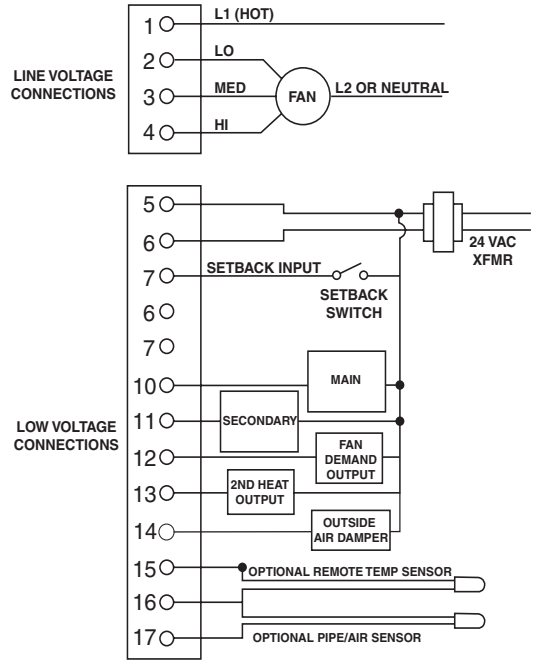 1 L1 (HOT)
2 LO
LINE VOLTAGE
CONNECTIONS
3 MED FAN L2 OR NEUTRAL
4 HI
5
6
24 VAC
XFMR
7 SETBACK INPUT
SETBACK
SWITCH
6
7
10 MAIN
LOW VOLTAGE
CONNECTIONS
11 SECONDARY
12 FAN
DEMAND
OUTPUT
13 2ND HEAT
OUTPUT
14 OUTSIDE
AIR DAMPER
15 OPTIONAL REMOTE TEMP SENSOR
16
17 OPTIONAL PIPE/AIR SENSOR